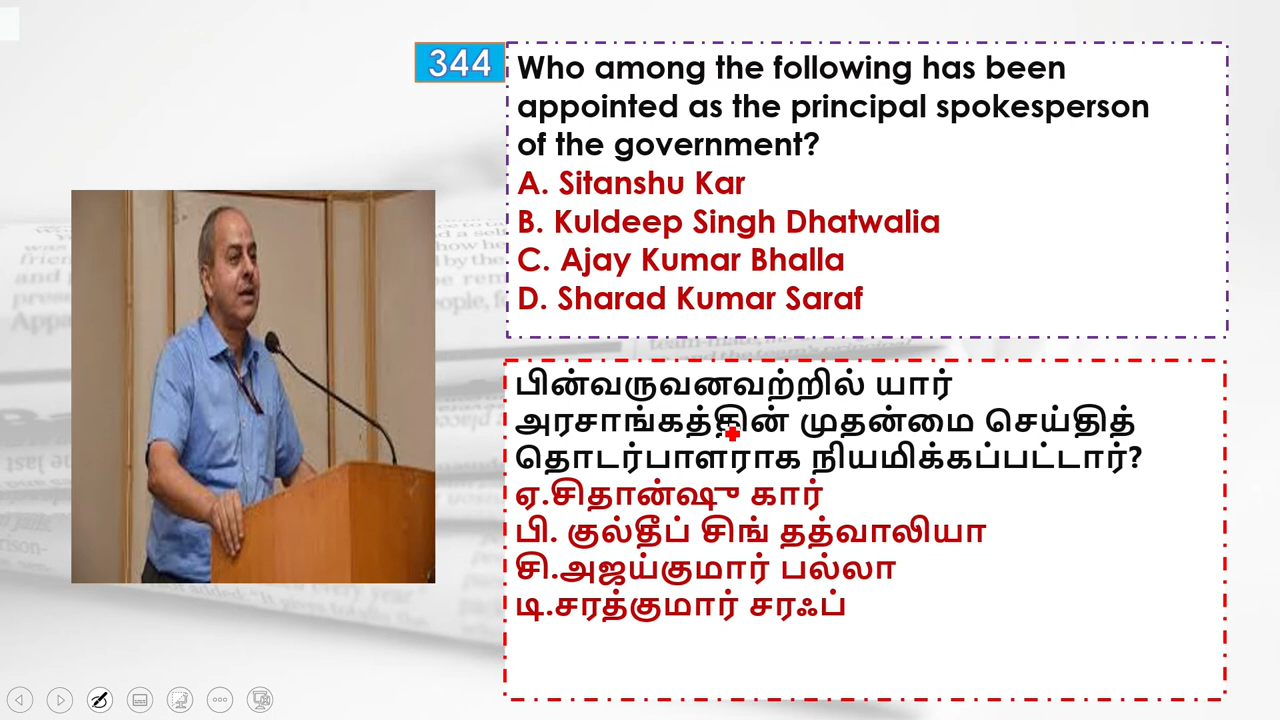 344
Who among the following has been
appointed as the principal spokesperson
of the government?
A. Sitanshu Kar
B. Kuldeep Singh Dhatwalia
C. Ajay Kumar Bhalla
D. Sharad Kumar Saraf
பின்வருவனவற்றில் யார்
அரசாங்கத்தின் முதன்மை செய்தித்
தொடர்பாளராக நியமிக்கப்பட்டார்?
ஏ.சிதான்ஷு கார்
பி. குல்தீப் சிங் தத்வாலியா
சி.அஜய்குமார் பல்லா
டி.சரத்குமார் சரஃப்